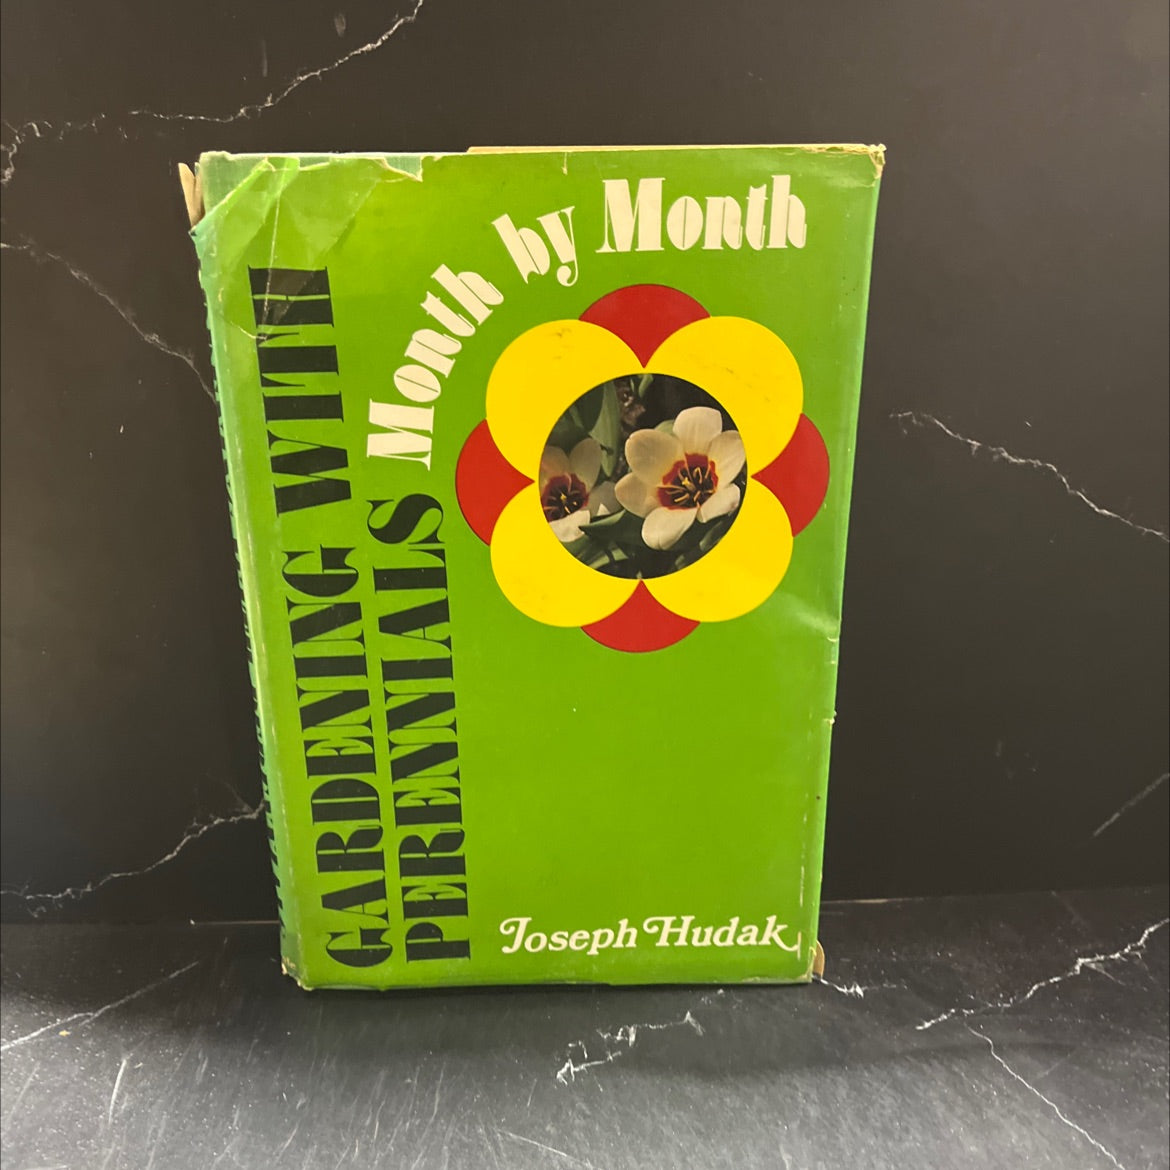 GARDENING WITH
PERENNIALS
Month by Month
Joseph Hudak